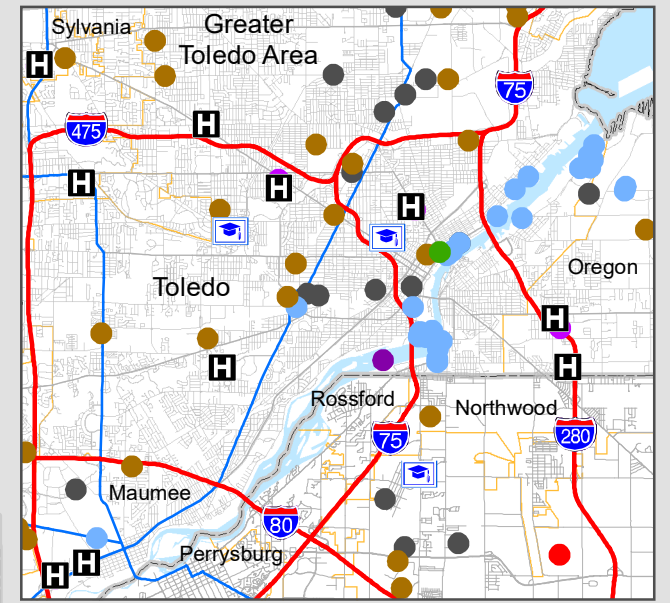 Sylvania
Greater
Toledo Area
H
75
475
H
H
H
H
Toledo
Oregon
H
H
H
Rossford
Northwood
75
280
Maumee
80
Perrysburg
H
H